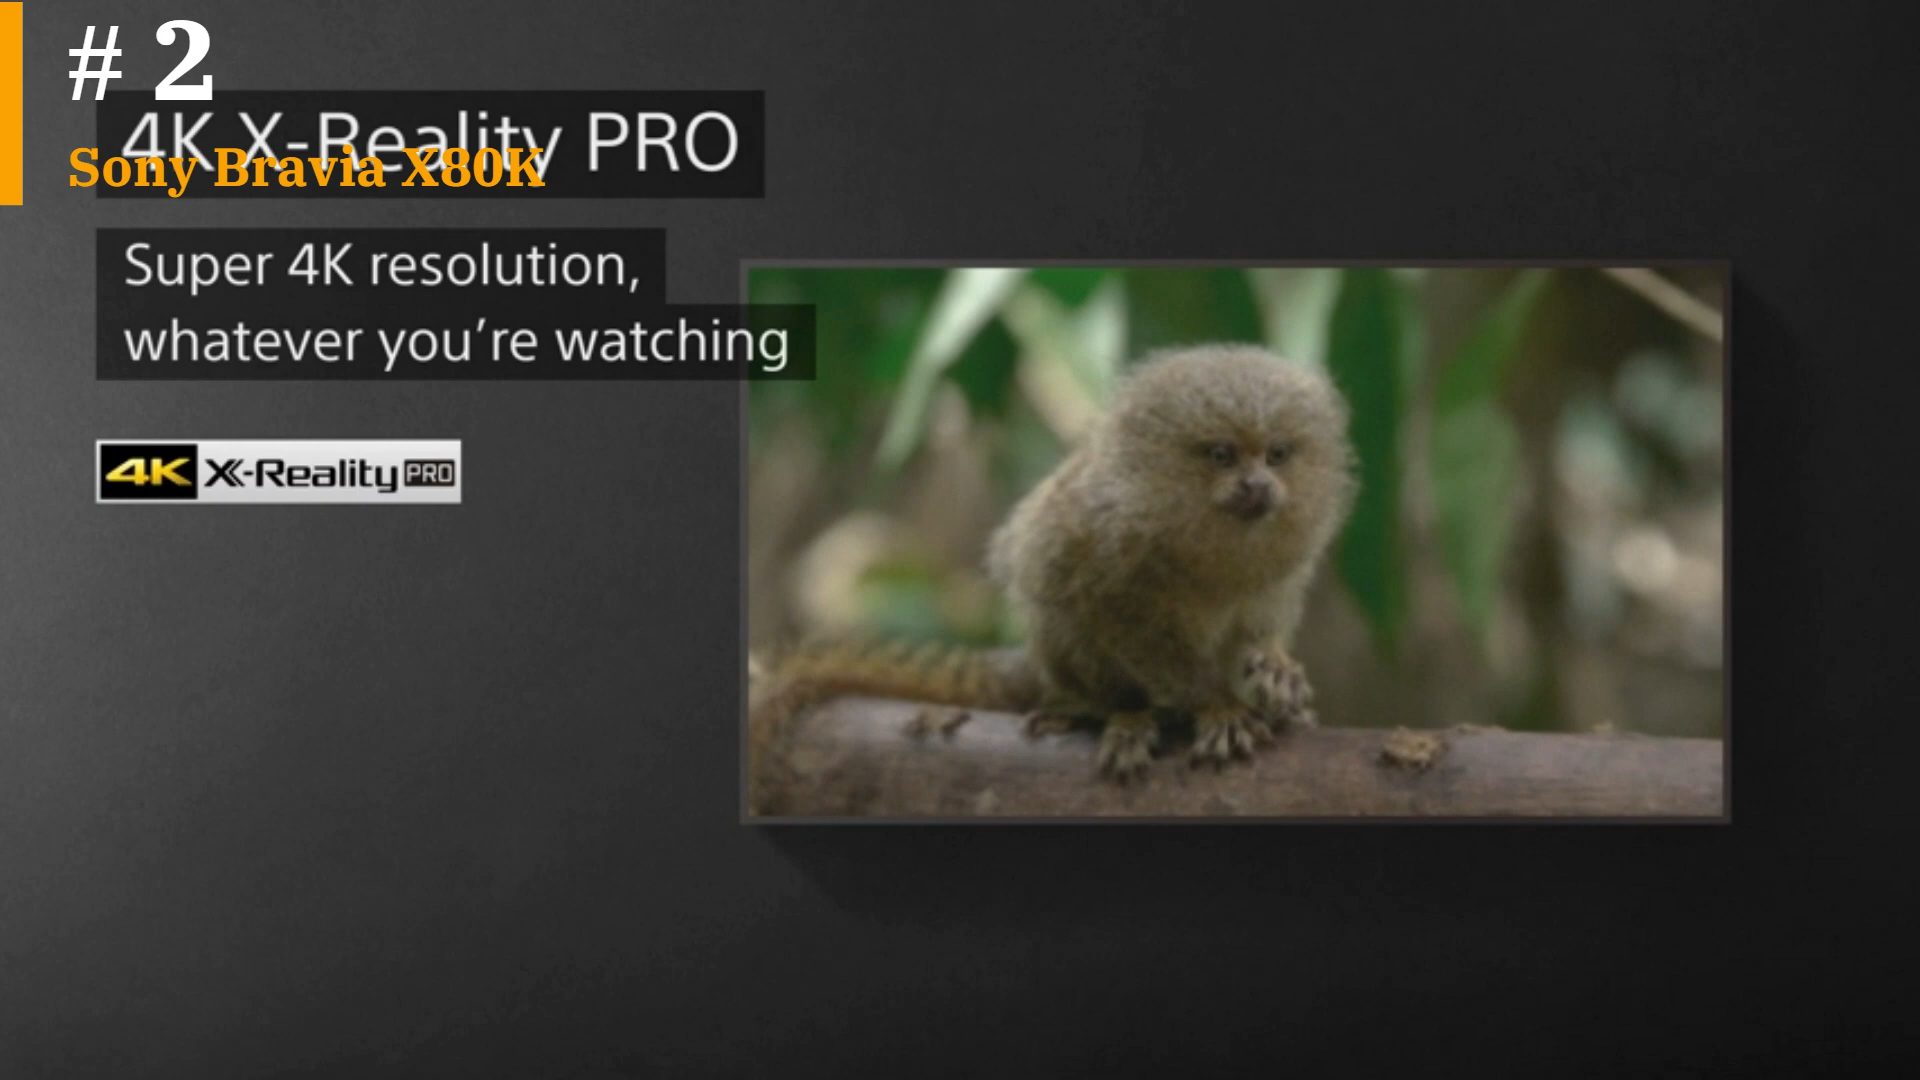 # 2
4K X-Reality PRO
Sony Bravia X80K
Super 4K resolution,
whatever you’re watching
4K X-Reality PRO